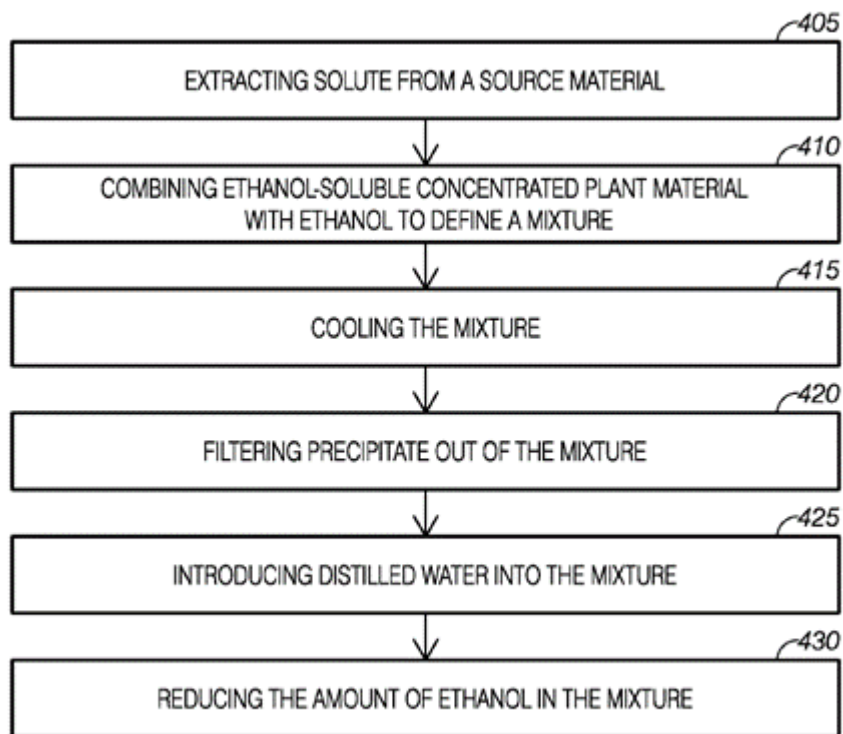 405
EXTRACTING SOLUTE FROM A SOURCE MATERIAL
410
COMBINING ETHANOL-SOLUBLE CONCENTRATED PLANT MATERIAL
WITH ETHANOL TO DEFINE A MIXTURE
415
COOLING THE MIXTURE
420
FILTERING PRECIPITATE OUT OF THE MIXTURE
425
INTRODUCING DISTILLED WATER INTO THE MIXTURE
430
REDUCING THE AMOUNT OF ETHANOL IN THE MIXTURE